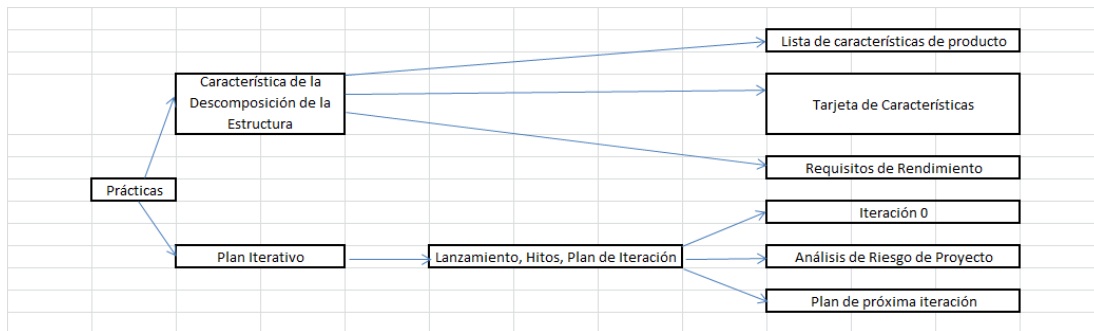 Lista de características de producto
Característica de la
Descomposición de la
Estructura
Tarjeta de Características
Requisitos de Rendimiento
Prácticas
Iteración 0
Plan Iterativo
Lanzamiento, Hitos, Plan de Iteración
Análisis de Riesgo de Proyecto
Plan de próxima iteración